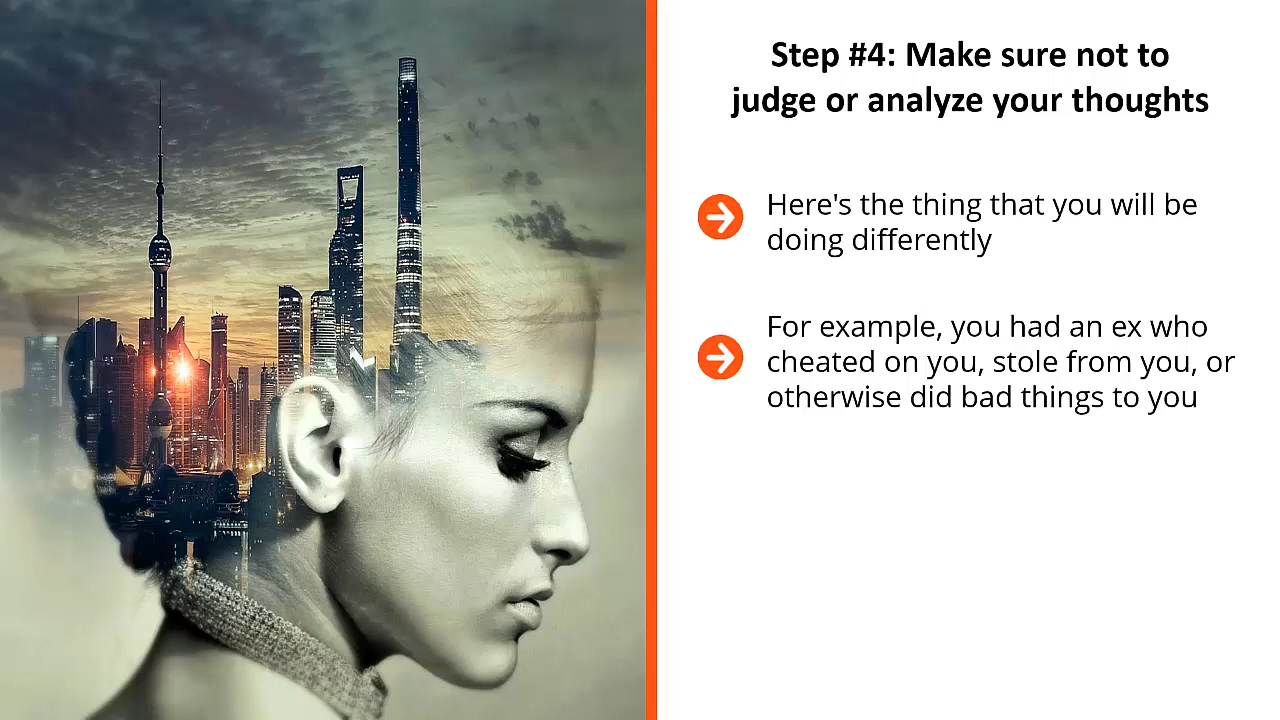 Step #4: Make sure not to
judge or analyze your thoughts
Here's the thing that you will be
doing differently
For example, you had an ex who
cheated on you, stole from you, or
otherwise did bad things to you